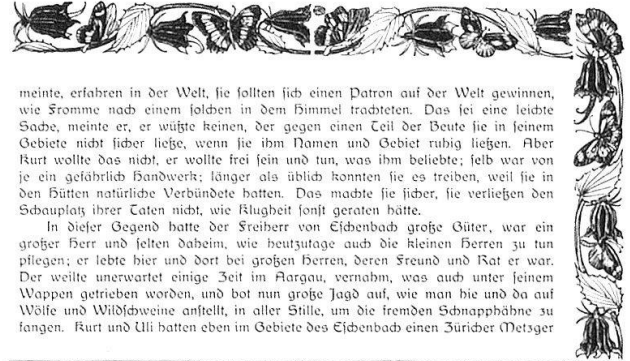 meinte, erfahren in der Welt, sie sollten sich einen Patron auf der Welt gewinnen,
wie Fromme nach einem solchen in dem Himmel trachteten. Das sei eine leichte
Sache, meinte er, er wüßte keinen, der gegen einen Teil der Beute sie in seinem
Gebiete nicht sicher ließe, wenn sie ihm Namen und Gebiet ruhig ließen. Aber
Kurt wollte das nicht, er wollte frei sein und tun, was ihm beliebte; selb war von
je ein gefährlich Handwerk; länger als üblich konnten sie es treiben, weil sie in
den Hütten natürliche Verbündete hatten. Das machte sie sicher, sie verließen den
Schauplatz ihrer Taten nicht, wie Klugheit sonst geraten hätte.
In dieser Gegend hatte der Freiherr von Eschenbach große Güter, war ein
großer Herr und selten daheim, wie heutzutage auch die kleinen Herren zu tun
pflegen; er lebte hier und dort bei großen Herren, deren Freund und Rat er war.
Der weilte unerwartet einige Zeit im Aargau, vernahm, was auch unter seinem
Wappen getrieben worden, und bot nun große Jagd auf, wie man hie und da auf
Wölfe und Wildschweine anstellt, in aller Stille, um die fremden Schnapphähne zu
fangen. Kurt und Uli hatten eben im Gebiete des Eschenbach einen Züricher Metzger